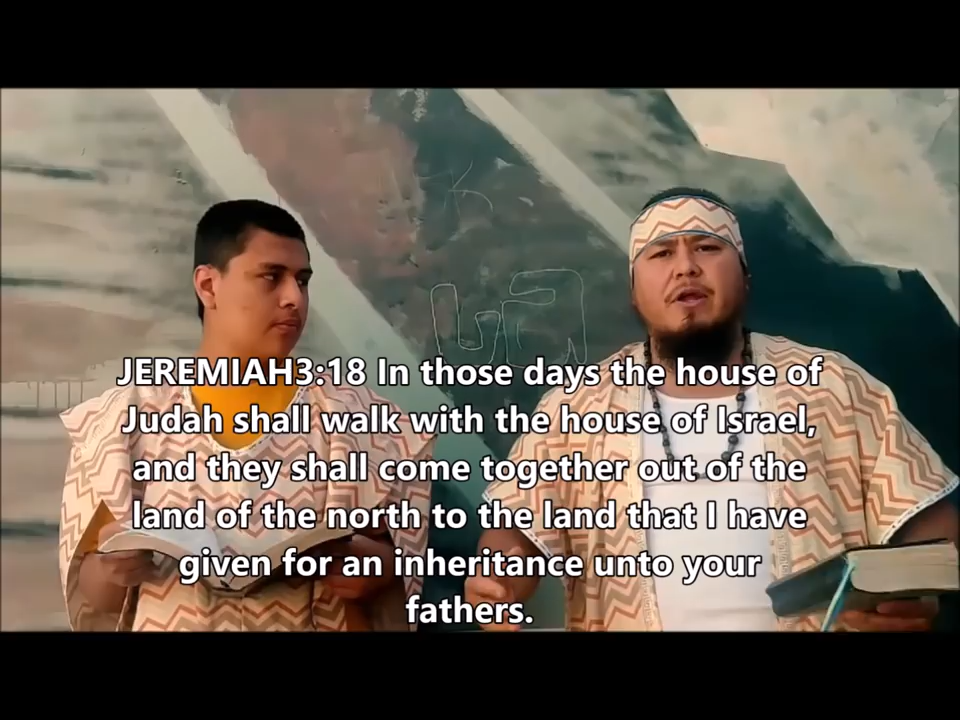 JEREMIAH3:18 In those days the house of
Judah shall walk with the house of Israel,
and they shall come together out of the
land of the north to the land that I have
given for an inheritance unto your
fathers.